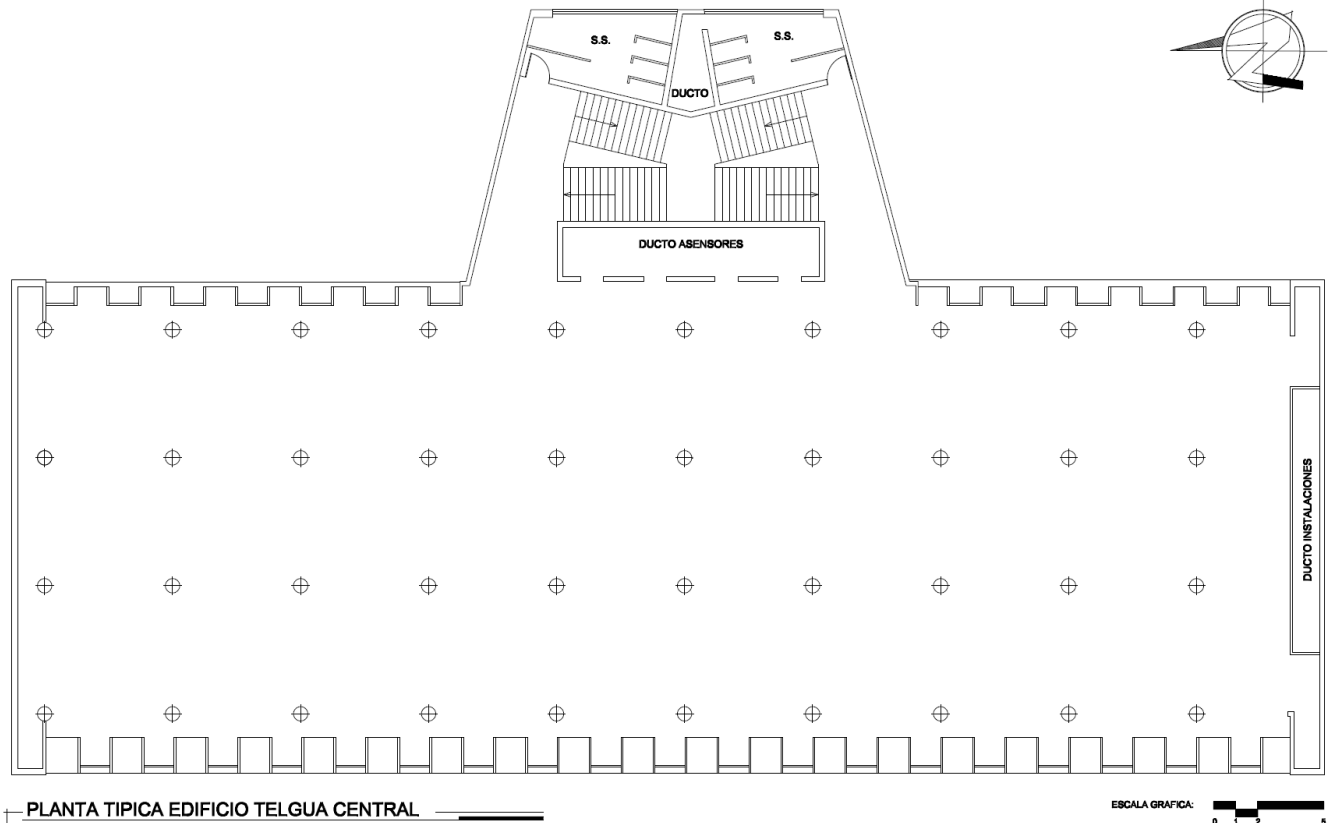 S.S.
S.S.
DUCTO
DUCTO ASENSORES
DUCTO INSTALACIONES
PLANTA TIPICA EDIFICIO TELGUA CENTRAL
ESCALA GRAFICA:
0 1 2 5